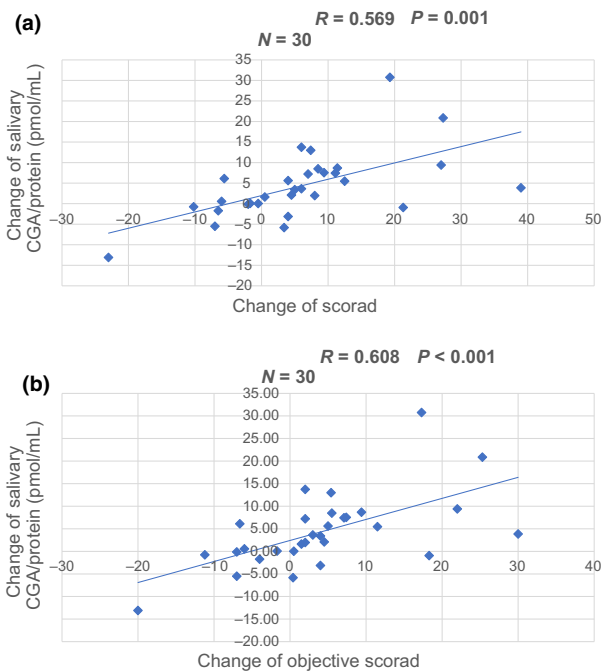 (a)
R = 0.569 P = 0.001
N = 30
35
30
25
20
15
10
5
0
−5
−10
−15
−20
−30 −20 −10 0 10 20 30 40 50
Change of salivary
CGA/protein (pmol/mL)
Change of scorad
(b)
R = 0.608 P < 0.001
N = 30
35.00
30.00
25.00
20.00
15.00
10.00
5.00
0.00
−5.00
−10.00
−15.00
−20.00
−30 −20 −10 0 10 20 30 40
Change of salivary
CGA/protein (pmol/mL)
Change of objective scorad